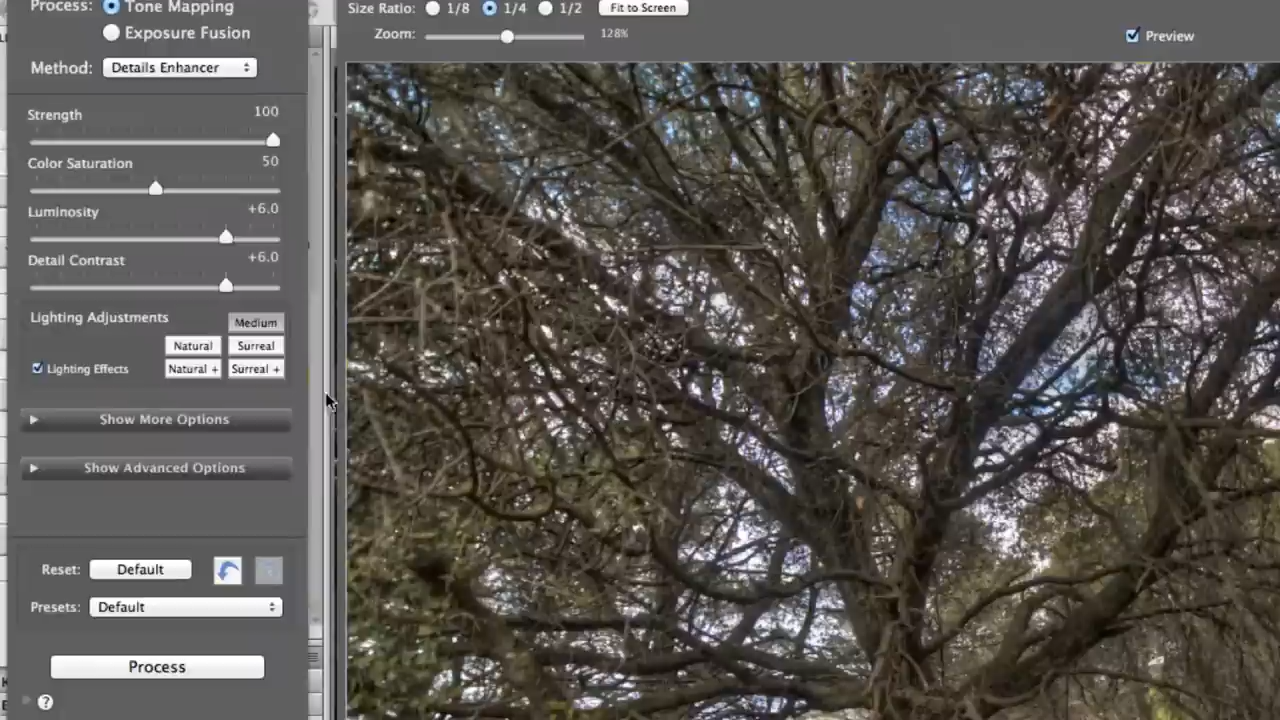 Process: Tone Mapping
Exposure Fusion
Method: Details Enhancer
Strength 100
Color Saturation 50
Luminosity +6.0
Detail Contrast +6.0
Lighting Adjustments Medium
Natural Surreal
Lighting Effects Natural + Surreal +
Show More Options
Show Advanced Options
Reset: Default
Presets: Default
Process
?
Size Ratio: 1/8 1/4 1/2 Fit to Screen
Zoom: 128% Preview